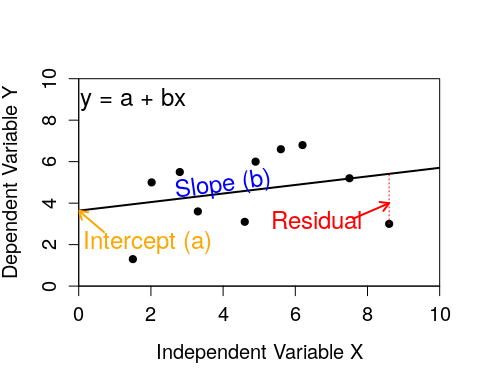 y = a + bx
Slope (b)
Residual
Intercept (a)
Dependent Variable Y
0 2 4 6 8 10
0 2 4 6 8 10
Independent Variable X